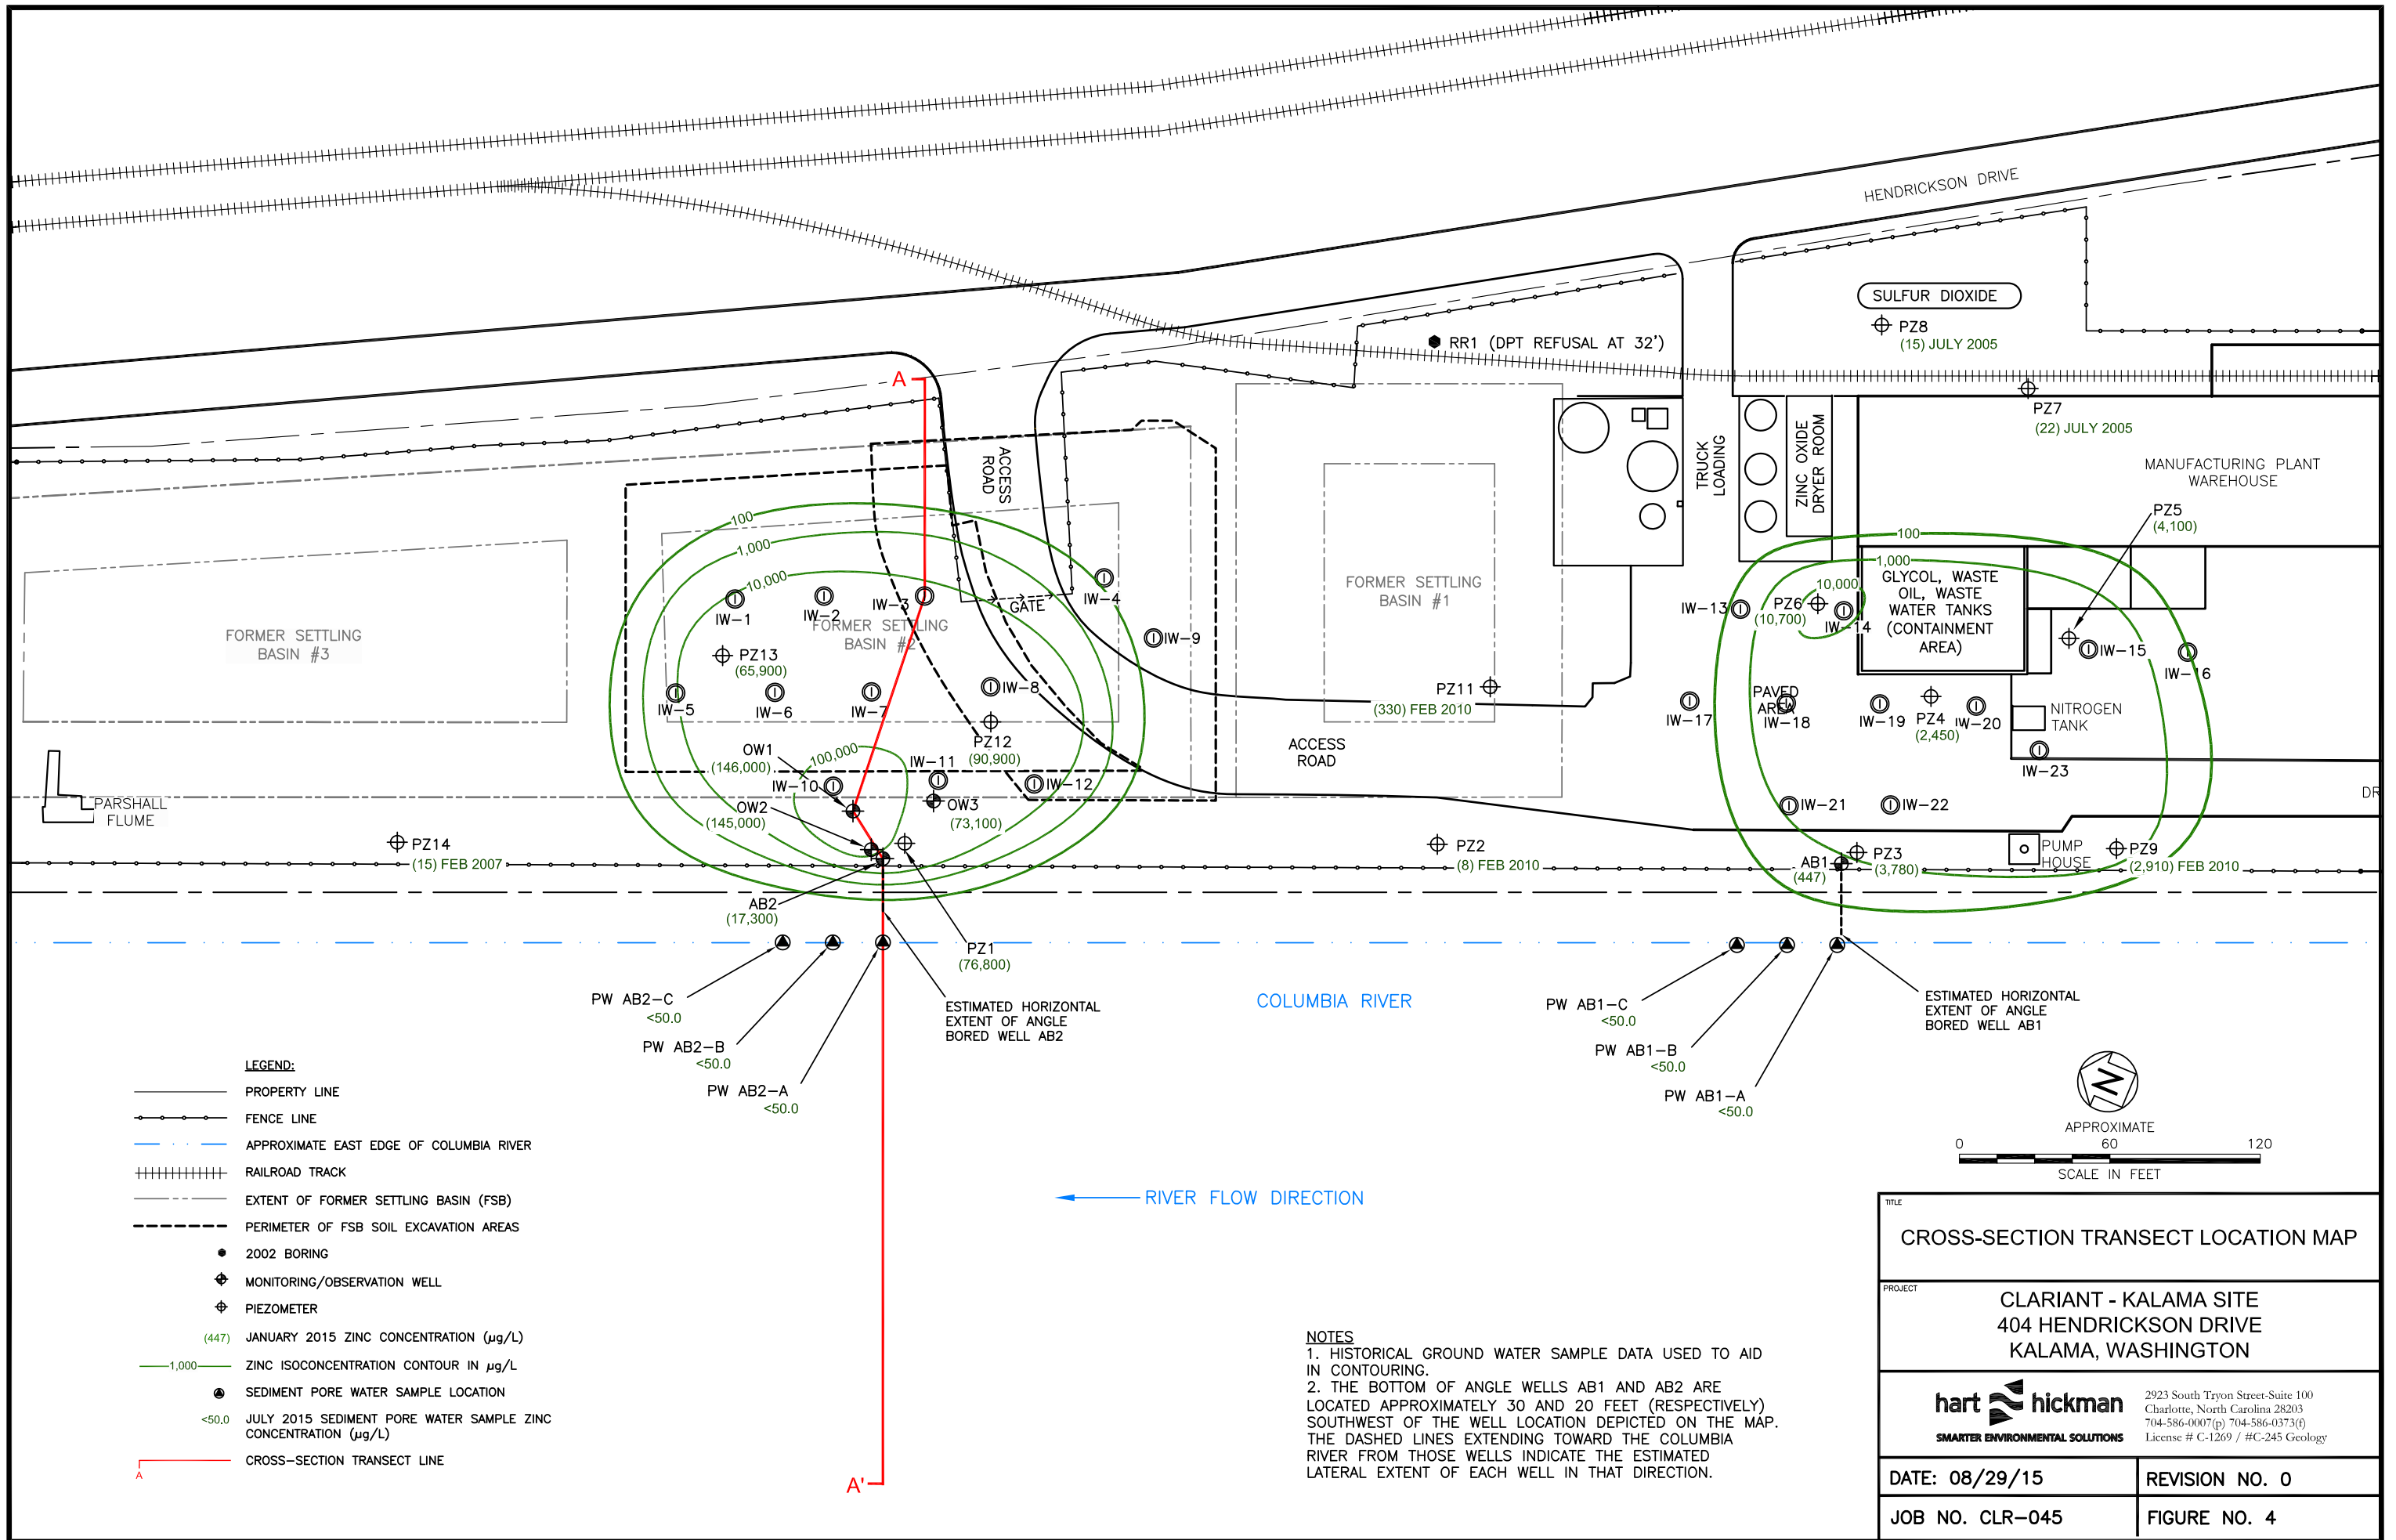 HENDRICKSON DRIVE
SULFUR DIOXIDE
PZ8
(15) JULY 2005
RR1 (DPT REFUSAL AT 32')
A
PZ7
(22) JULY 2005
MANUFACTURING PLANT
WAREHOUSE
TRUCK
LOADING
ZINC OXIDE
DRYER ROOM
ACCESS
ROAD
PZ5
(4,100)
100
1,000
10,000
100
1,000
10,000
GLYCOL, WASTE
OIL, WASTE
WATER TANKS
(CONTAINMENT
AREA)
IW-1
IW-2
IW-3
GATE
IW-4
FORMER SETTLING
BASIN #1
IW-13
PZ6
(10,700)
IW-14
FORMER SETTLING
BASIN #3
FORMER SETTLING
BASIN #2
IW-9
IW-15
IW-16
PZ13
(65,900)
IW-5
IW-6
IW-7
IW-8
PZ11
(330) FEB 2010
IW-17
PAVED
AREA
IW-18
IW-19
PZ4
(2,450)
IW-20
NITROGEN
TANK
OW1
(146,000)
100,000
PZ12
(90,900)
ACCESS
ROAD
IW-23
IW-10
IW-11
IW-12
PARSHALL
FLUME
OW2
(145,000)
OW3
(73,100)
IW-21
IW-22
DR
PZ14
(15) FEB 2007
PZ2
(8) FEB 2010
AB1
(447)
PZ3
(3,780)
PUMP
HOUSE
PZ9
(2,910) FEB 2010
AB2
(17,300)
PZ1
(76,800)
PW AB2-C
<50.0
PW AB2-B
<50.0
PW AB2-A
<50.0
ESTIMATED HORIZONTAL
EXTENT OF ANGLE
BORED WELL AB2
COLUMBIA RIVER
PW AB1-C
<50.0
PW AB1-B
<50.0
PW AB1-A
<50.0
ESTIMATED HORIZONTAL
EXTENT OF ANGLE
BORED WELL AB1
N
APPROXIMATE
0 60 120
SCALE IN FEET
RIVER FLOW DIRECTION
A'
LEGEND:
PROPERTY LINE
FENCE LINE
APPROXIMATE EAST EDGE OF COLUMBIA RIVER
RAILROAD TRACK
EXTENT OF FORMER SETTLING BASIN (FSB)
PERIMETER OF FSB SOIL EXCAVATION AREAS
2002 BORING
MONITORING/OBSERVATION WELL
PIEZOMETER
(447) JANUARY 2015 ZINC CONCENTRATION (µg/L)
1,000 ZINC ISOCONCENTRATION CONTOUR IN µg/L
SEDIMENT PORE WATER SAMPLE LOCATION
<50.0 JULY 2015 SEDIMENT PORE WATER SAMPLE ZINC
CONCENTRATION (µg/L)
A CROSS-SECTION TRANSECT LINE
NOTES
1. HISTORICAL GROUND WATER SAMPLE DATA USED TO AID
IN CONTOURING.
2. THE BOTTOM OF ANGLE WELLS AB1 AND AB2 ARE
LOCATED APPROXIMATELY 30 AND 20 FEET (RESPECTIVELY)
SOUTHWEST OF THE WELL LOCATION DEPICTED ON THE MAP.
THE DASHED LINES EXTENDING TOWARD THE COLUMBIA
RIVER FROM THOSE WELLS INDICATE THE ESTIMATED
LATERAL EXTENT OF EACH WELL IN THAT DIRECTION.
TITLE
CROSS-SECTION TRANSECT LOCATION MAP
PROJECT
CLARIANT - KALAMA SITE
404 HENDRICKSON DRIVE
KALAMA, WASHINGTON
hart hickman
SMARTER ENVIRONMENTAL SOLUTIONS
2923 South Tryon Street-Suite 100
Charlotte, North Carolina 28203
704-586-0007(p) 704-586-0373(f)
License # C-1269 / #C-245 Geology
DATE: 08/29/15
REVISION NO. 0
JOB NO. CLR-045
FIGURE NO. 4